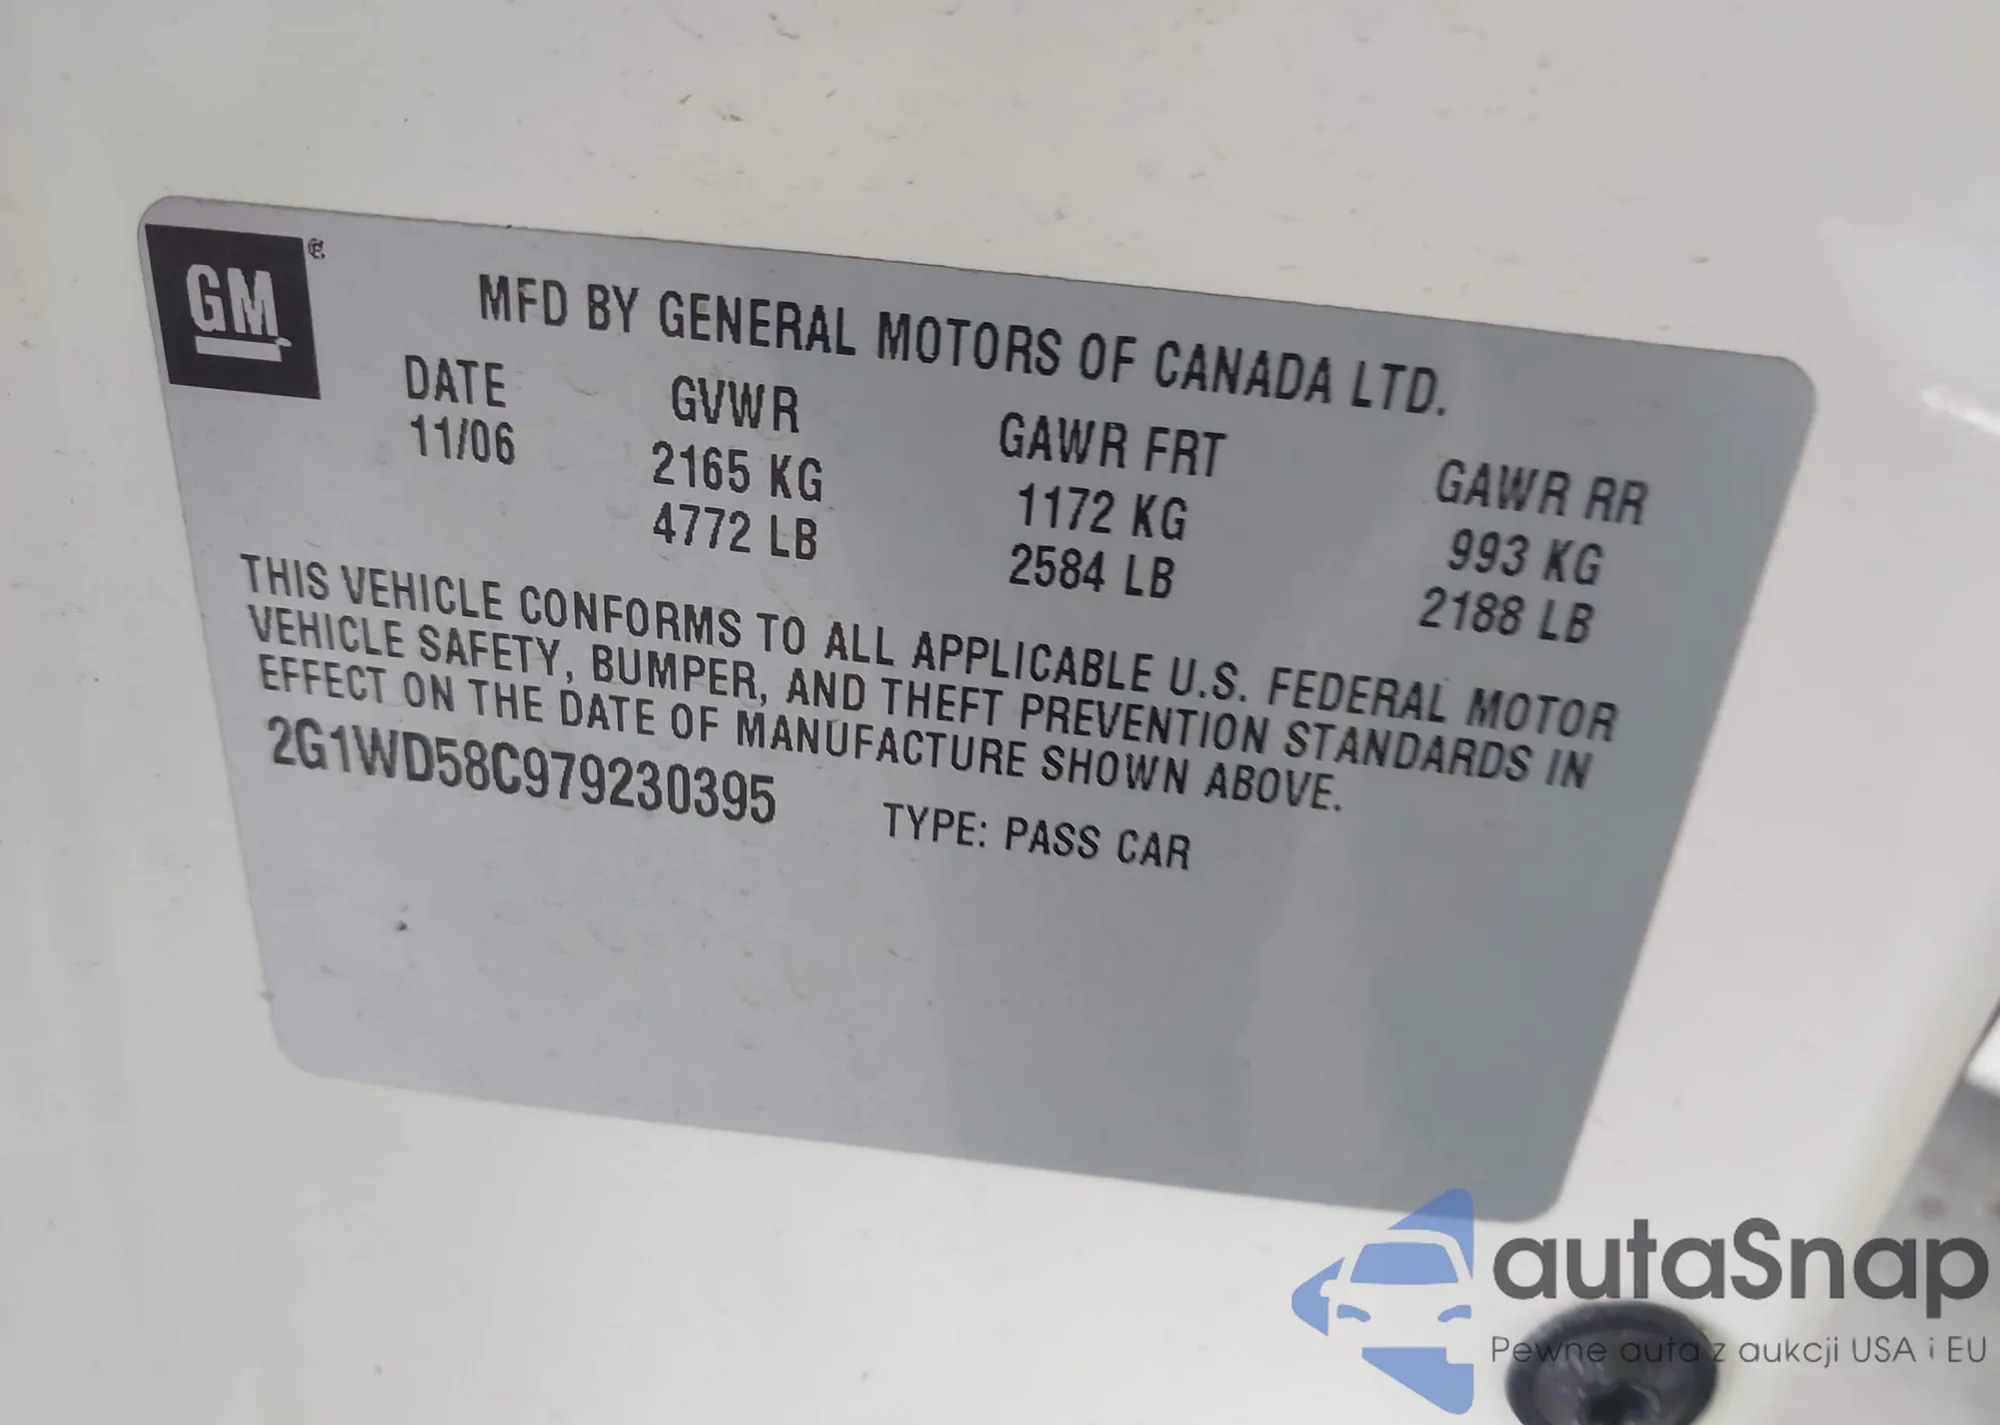 GM
MFD BY GENERAL MOTORS OF CANADA LTD.
DATE GVWR GAWR FRT GAWR RR
11/06 2165 KG 1172 KG 993 KG
4772 LB 2584 LB 2188 LB
THIS VEHICLE CONFORMS TO ALL APPLICABLE U.S. FEDERAL MOTOR
VEHICLE SAFETY, BUMPER, AND THEFT PREVENTION STANDARDS IN
EFFECT ON THE DATE OF MANUFACTURE SHOWN ABOVE.
2G1WD58C979230395 TYPE: PASS CAR
autaSnap
Pewne auta z aukcji USA i EU